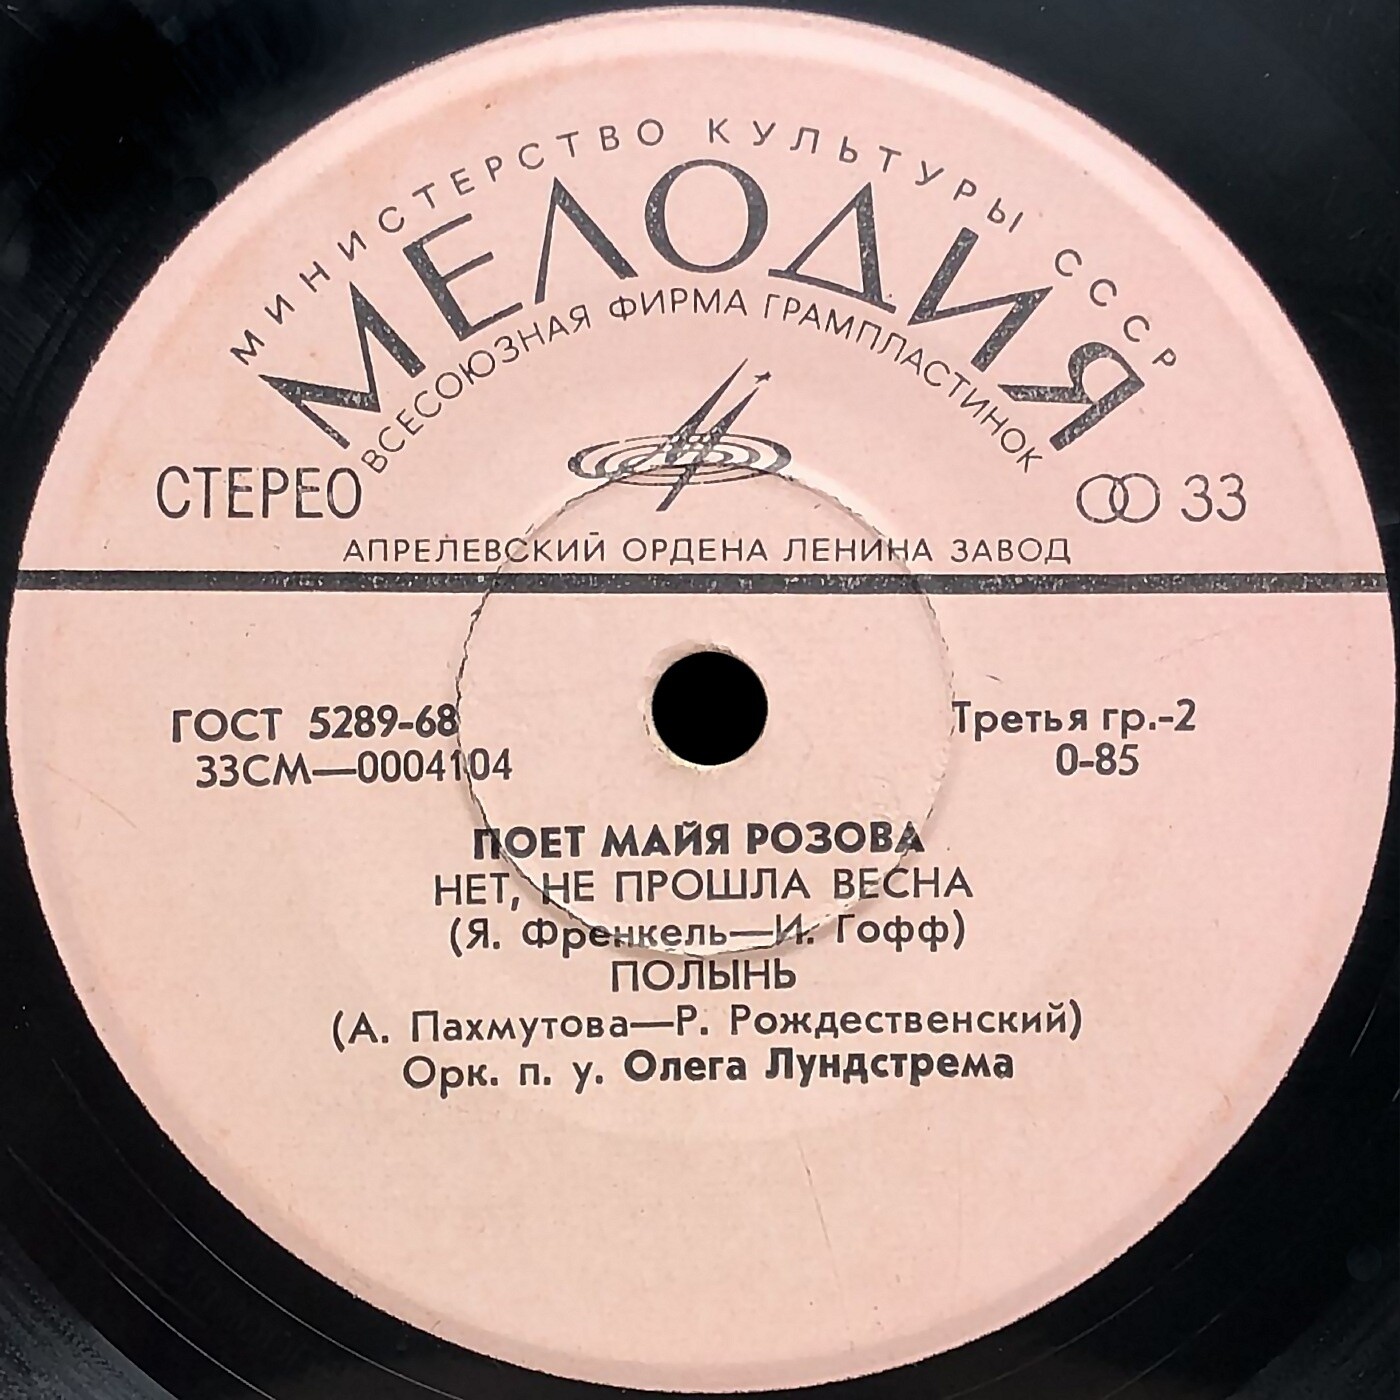 МИНИСТЕРСТВО КУЛЬТУРЫ СССР
МЕЛОДИЯ
ВСЕСОЮЗНАЯ ФИРМА ГРАМПЛАСТИНОК
СТЕРЕО
33
АПРЕЛЕВСКИЙ ОРДЕНА ЛЕНИНА ЗАВОД
ГОСТ 5289-68
Третья гр.-2
33СМ—0004104
0-85
ПОЕТ МАЙЯ РОЗОВА
НЕТ, НЕ ПРОШЛА ВЕСНА
(Я. Френкель—И. Гофф)
ПОЛЫНЬ
(А. Пахмутова—Р. Рождественский)
Орк. п. у. Олега Лундстрема